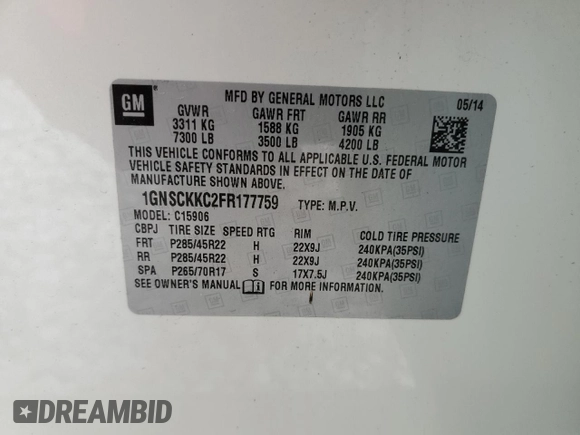 GM
MFD BY GENERAL MOTORS LLC
05/14
GVWR GAWR FRT GAWR RR
3311 KG 1588 KG 1905 KG
7300 LB 3500 LB 4200 LB
THIS VEHICLE CONFORMS TO ALL APPLICABLE U.S. FEDERAL MOTOR
VEHICLE SAFETY STANDARDS IN EFFECT ON THE DATE OF
MANUFACTURE SHOWN ABOVE.
1GNSCKKC2FR177759 TYPE: M.P.V.
MODEL: C15906
CBPJ TIRE SIZE SPEED RTG RIM COLD TIRE PRESSURE
FRT P285/45R22 H 22X9J 240KPA(35PSI)
RR P285/45R22 H 22X9J 240KPA(35PSI)
SPA P265/70R17 S 17X7.5J 240KPA(35PSI)
SEE OWNER'S MANUAL FOR MORE INFORMATION.
DREAMBID